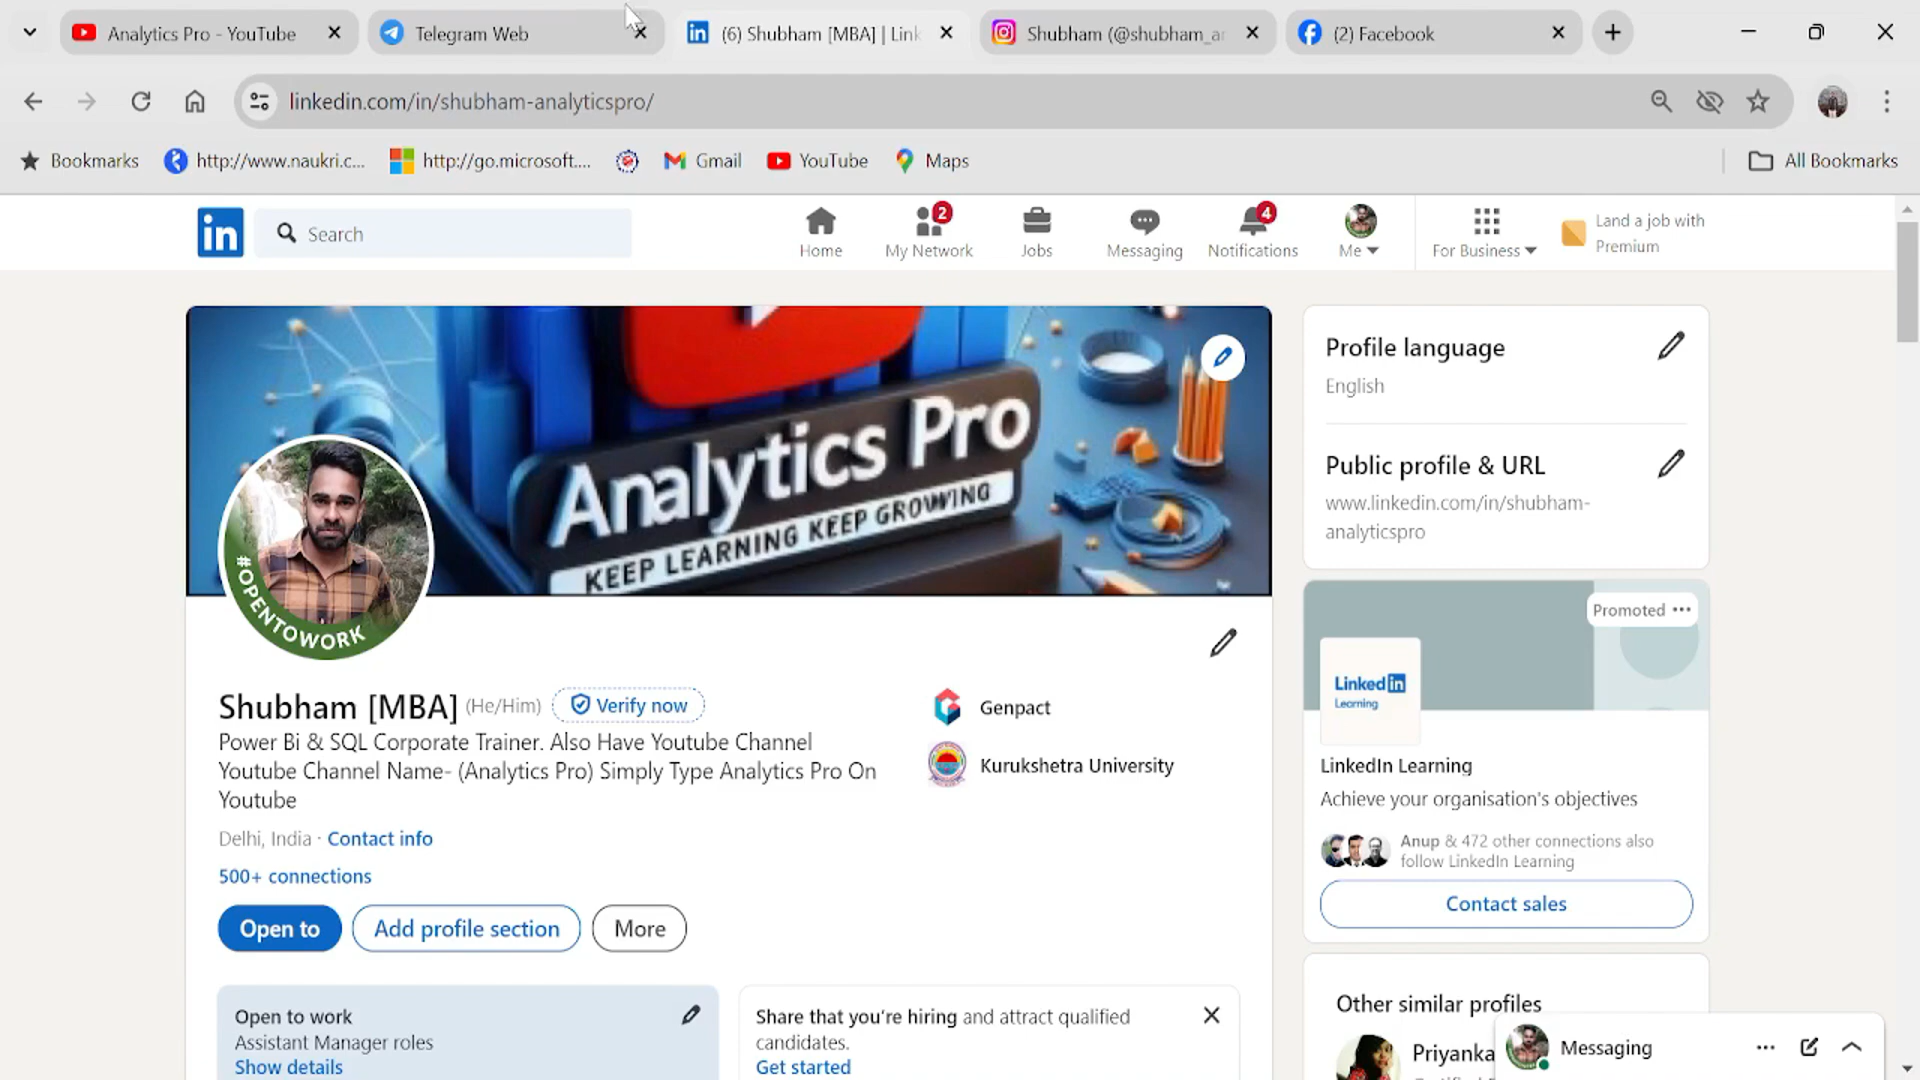 Analytics Pro - YouTube
Telegram Web
(6) Shubham [MBA] | Link
Shubham (@shubham_ar
(2) Facebook
linkedin.com/in/shubham-analyticspro/
Bookmarks
http://www.naukri.c...
http://go.microsoft....
Gmail
YouTube
Maps
All Bookmarks
in
Search
Home
2
My Network
Jobs
Messaging
4
Notifications
Me
For Business
Land a job with
Premium
Analytics Pro
KEEP LEARNING KEEP GROWING
#OPENTOWORK
Shubham [MBA] (He/Him)
Verify now
Power Bi & SQL Corporate Trainer. Also Have Youtube Channel
Youtube Channel Name- (Analytics Pro) Simply Type Analytics Pro On
Youtube
Delhi, India · Contact info
500+ connections
Genpact
Kurukshetra University
Open to
Add profile section
More
Open to work
Assistant Manager roles
Show details
Share that you're hiring and attract qualified
candidates.
Get started
Profile language
English
Public profile & URL
www.linkedin.com/in/shubham-
analyticspro
Promoted
Linked in
Learning
LinkedIn Learning
Achieve your organisation's objectives
Anup & 472 other connections also
follow LinkedIn Learning
Contact sales
Other similar profiles
Priyanka
Messaging